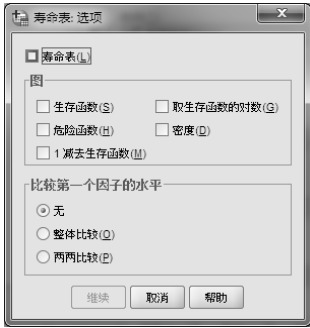 寿命表: 选项
寿命表(L)
图
生存函数(S) 取生存函数的对数(G)
危险函数(H) 密度(D)
1 减去生存函数(M)
比较第一个因子的水平
无
整体比较(O)
两两比较(P)
继续 取消 帮助